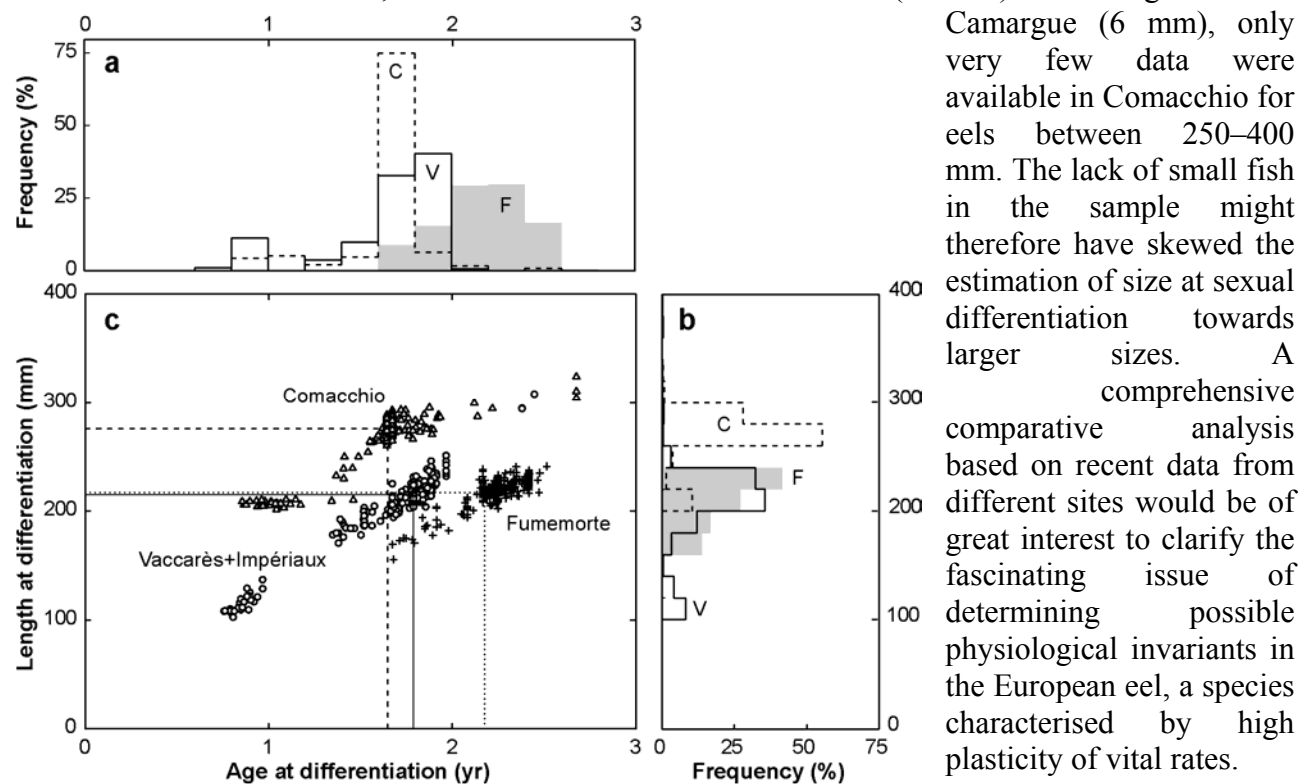 0
1
2
3
75
50
25
0
Frequency (%)
a
C
V
F
400
300
200
100
0
Length at differentiation (mm)
c
Comacchio
Fumemorte
Vaccarès+Impériaux
0
1
2
3
Age at differentiation (yr)
b
400
300
200
100
0
C
F
V
0
25
50
75
Frequency (%)
Camargue (6 mm), only
very few data were
available in Comacchio for
eels between 250–400
mm. The lack of small fish
in the sample might
therefore have skewed the
estimation of size at sexual
differentiation towards
larger sizes. A
comprehensive
comparative analysis
based on recent data from
different sites would be of
great interest to clarify the
fascinating issue of
determining possible
physiological invariants in
the European eel, a species
characterised by high
plasticity of vital rates.